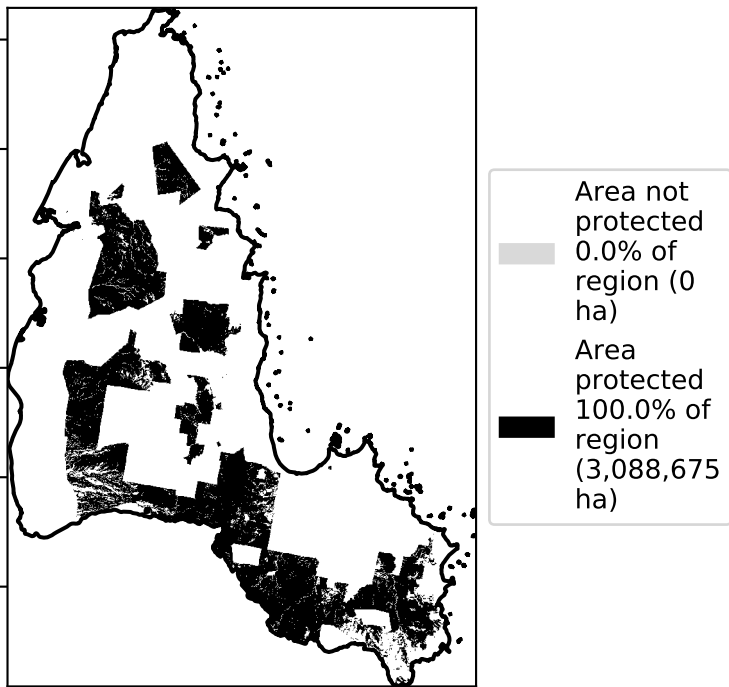 Area not
protected
0.0% of
region (0
ha)
Area
protected
100.0% of
region
(3,088,675
ha)